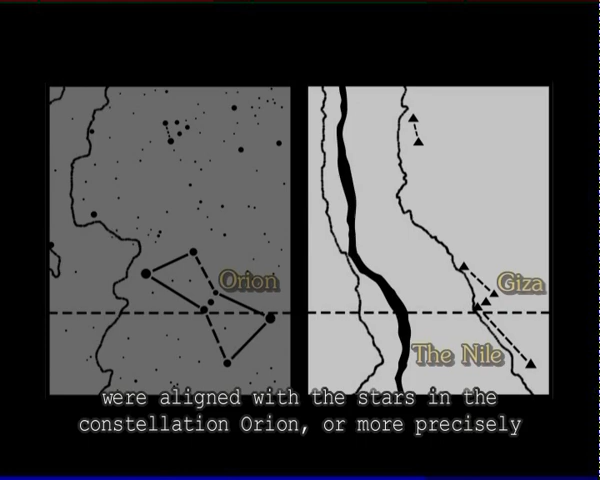 Orion
Giza
The Nile
were aligned with the stars in the
constellation Orion, or more precisely